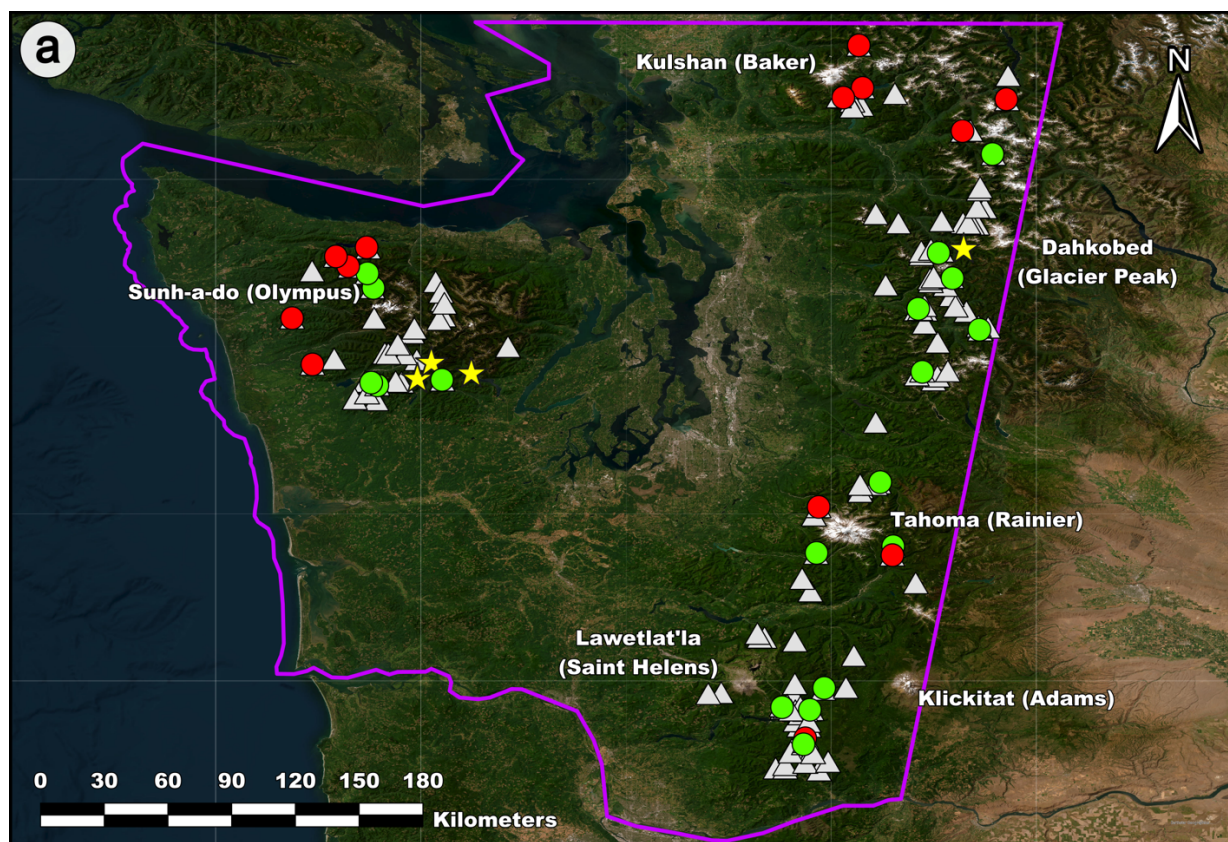 a
Kulshan (Baker)
N
Dahkobed
(Glacier Peak)
Sunh-a-do (Olympus)
Tahoma (Rainier)
Lawetlat'la
(Saint Helens)
Klickitat (Adams)
0 30 60 90 120 150 180
Kilometers